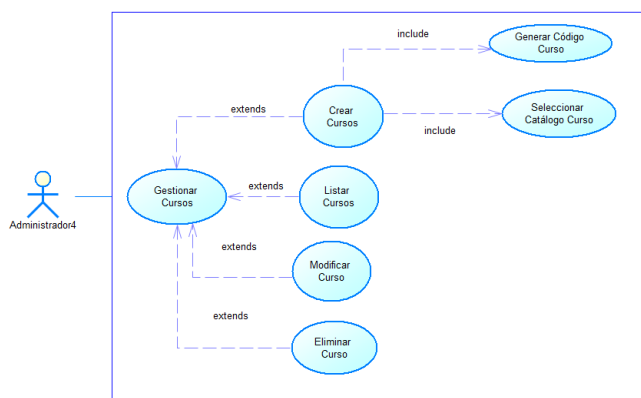 include
Generar Código
Curso
extends
Crear
Cursos
Seleccionar
Catálogo Curso
include
Gestionar
Cursos
extends
Listar
Cursos
Administrador4
extends
Modificar
Curso
extends
Eliminar
Curso